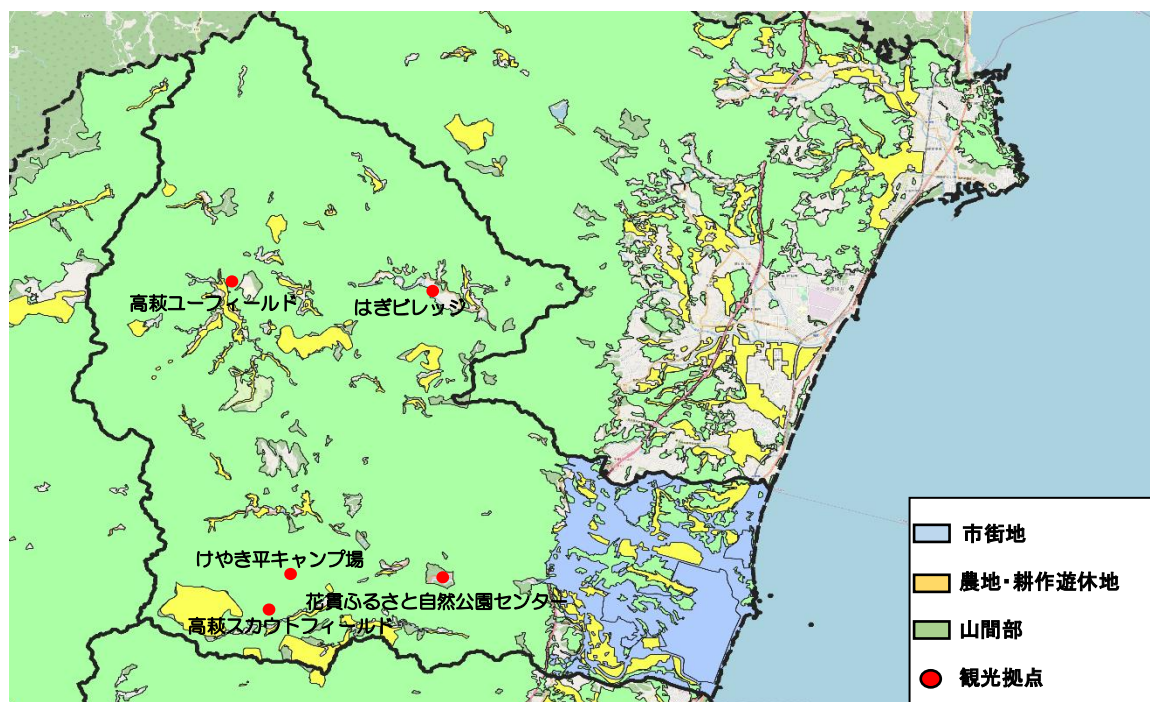 高萩ユーフィールド
はぎビレッジ
けやき平キャンプ場
花貫ふるさと自然公園センター
高萩スカウトフィールド
市街地
農地・耕作遊休地
山間部
観光拠点